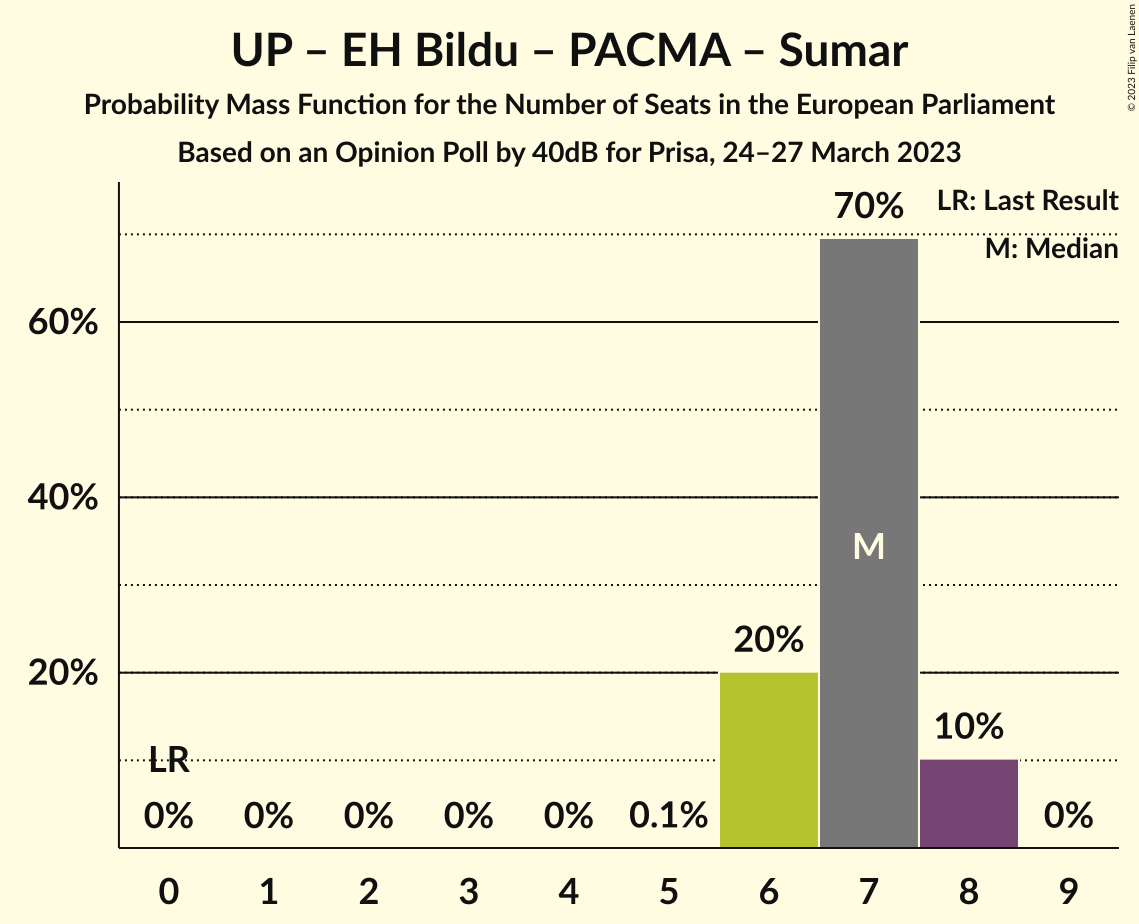 UP – EH Bildu – PACMA – Sumar
Probability Mass Function for the Number of Seats in the European Parliament
Based on an Opinion Poll by 40dB for Prisa, 24–27 March 2023
© 2023 Filip van Laenen
70%
LR: Last Result
M: Median
60%
40%
M
20%
20%
10%
LR
0% 0% 0% 0% 0% 0.1% 0%
0 1 2 3 4 5 6 7 8 9